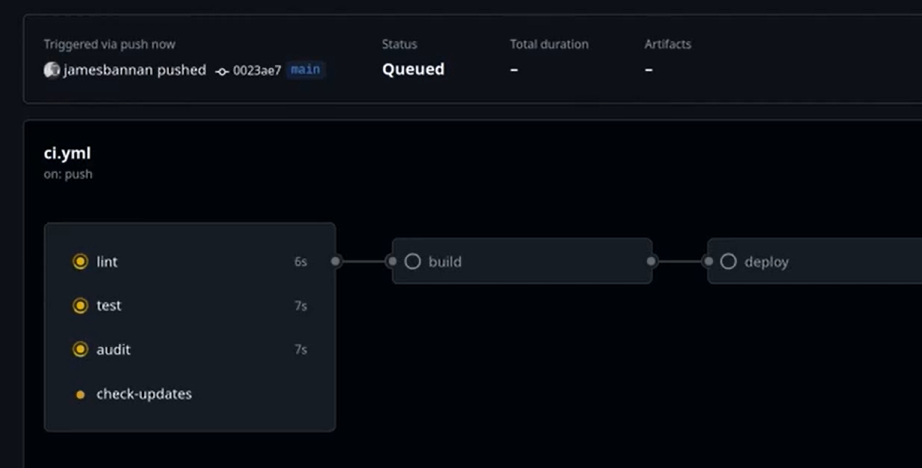 Triggered via push now
jamesbannan pushed 0023ae7 main
Status
Queued
Total duration
–
Artifacts
–
ci.yml
on: push
lint 6s
test 7s
audit 7s
check-updates
build
deploy